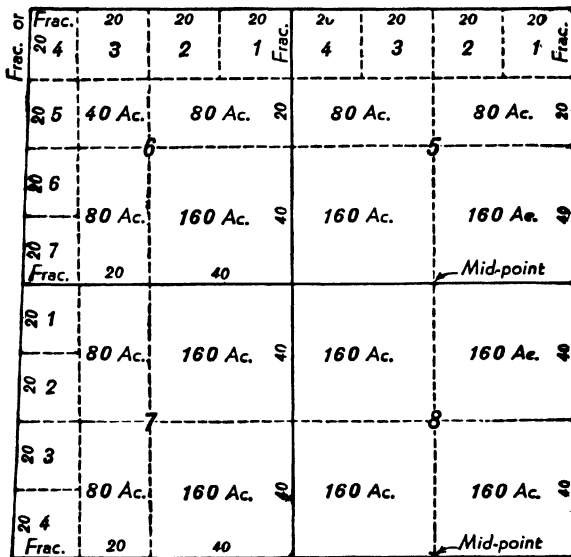 Frac. or Frac. 20 20 20 Frac. 20 20 20 20 Frac.
20 4 3 2 1 4 3 2 1
20 5 40 Ac. 80 Ac. 20 80 Ac. 80 Ac. 20
6 5
20 6
80 Ac. 160 Ac. 40 160 Ac. 160 Ac. 40
20 7
Frac. 20 40 Mid-point
20 1
80 Ac. 160 Ac. 40 160 Ac. 160 Ac. 40
20 2
7 8
20 3
80 Ac. 160 Ac. 40 160 Ac. 160 Ac. 40
20 4
Frac. 20 40 Mid-point